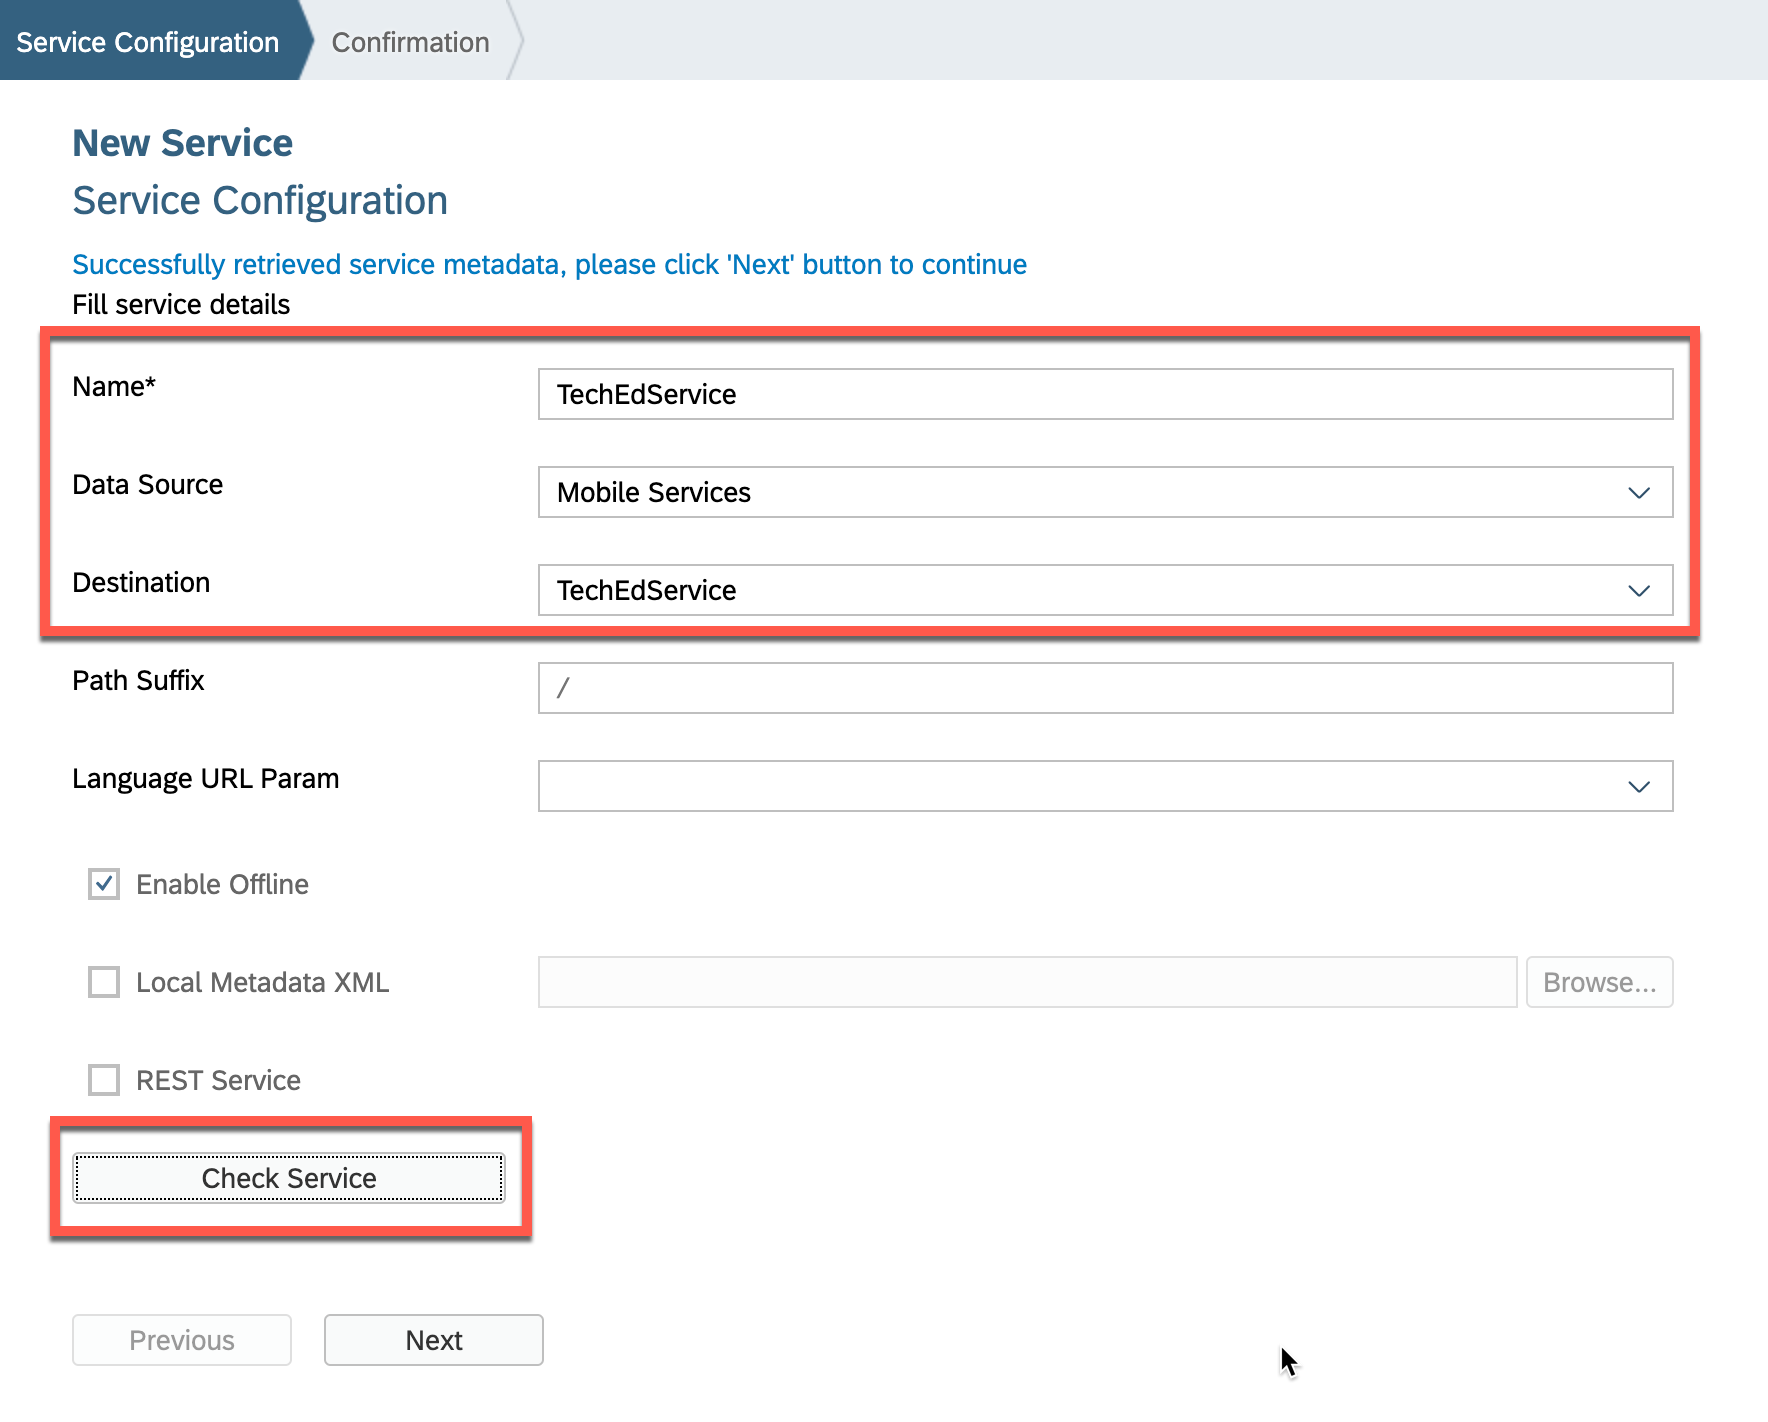 Service Configuration
Confirmation
New Service
Service Configuration
Successfully retrieved service metadata, please click 'Next' button to continue
Fill service details
Name*
TechEdService
Data Source
Mobile Services
Destination
TechEdService
Path Suffix
/
Language URL Param
Enable Offline
Local Metadata XML
Browse...
REST Service
Check Service
Previous
Next